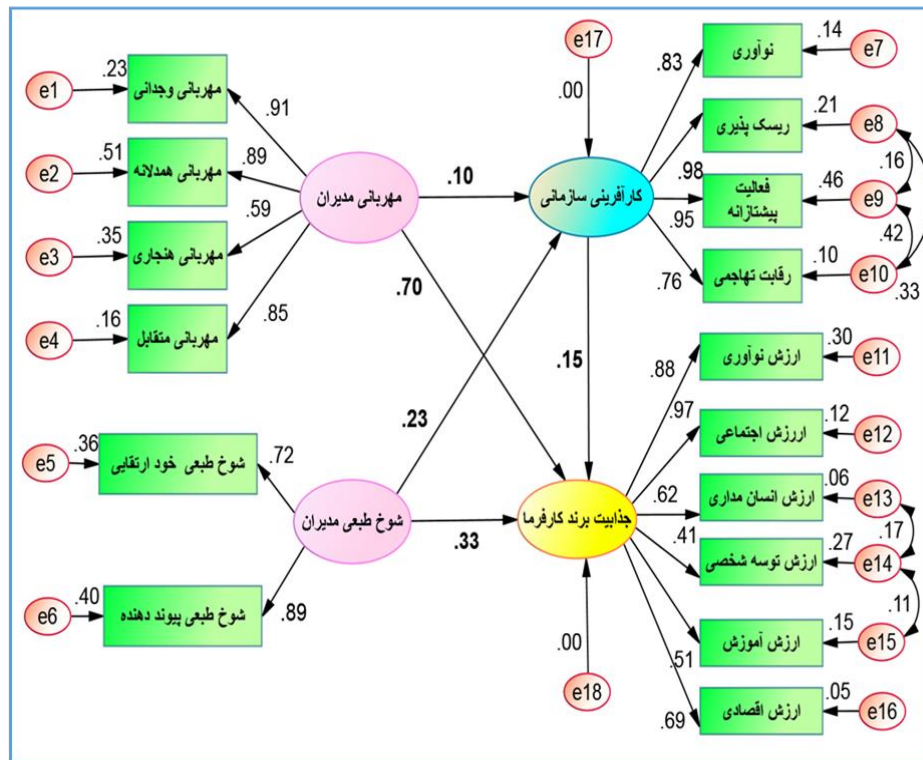 e1
.23
مهربانی وجدانی
.91
e2
.51
مهربانی همدلانه
.89
e3
.35
مهربانی هنجاری
.59
e4
.16
مهربانی متقابل
.85
مهربانی مدیران
.10
.70
e5
.36
شوخ طبعی خود ارتقایی
.72
e6
.40
شوخ طبعی پیوند دهنده
.89
شوخ طبعی مدیران
.23
.33
e17
.00
کارآفرینی سازمانی
.15
جذابیت برند کارفرما
.00
e18
.83
نوآوری
.14
e7
ریسک پذیری
.21
e8
.98
فعالیت
پیشتازانه
.46
e9
.16
.95
.76
رقابت تهاجمی
.10
e10
.42
.33
.88
ارزش نوآوری
.30
e11
.97
اررزش اجتماعی
.12
e12
.62
ارزش انسان مداری
.06
e13
.41
ارزش توسه شخصی
.27
e14
.17
ارزش آموزش
.15
e15
.11
.51
.69
ارزش اقتصادی
.05
e16